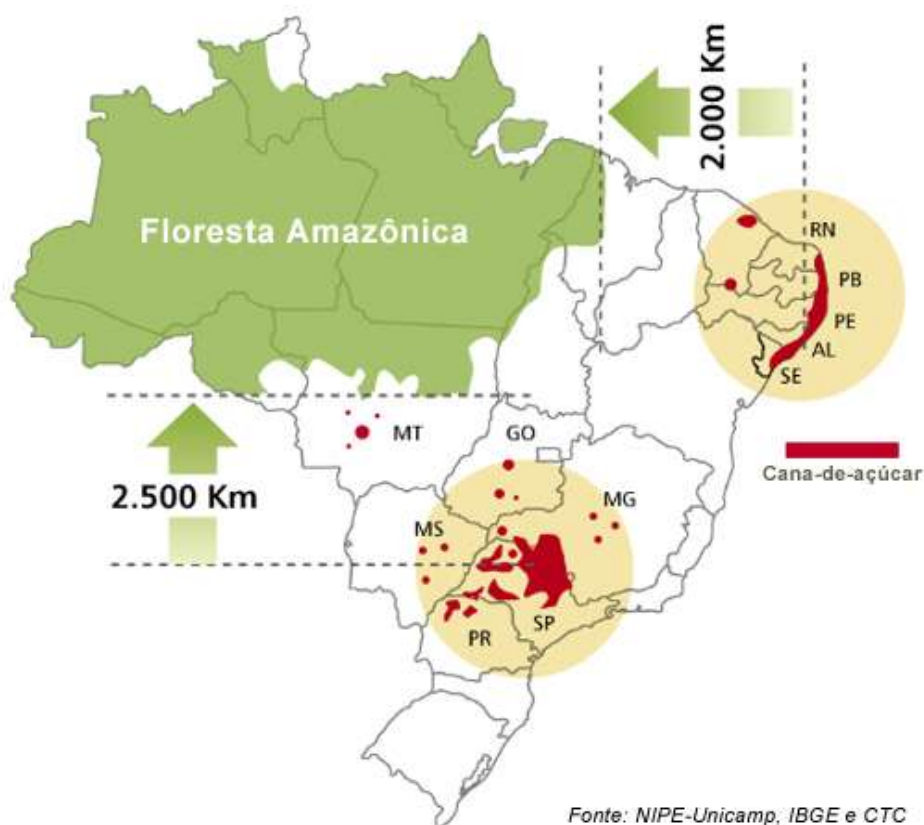 2.000 Km
Floresta Amazônica
RN
PB
PE
AL
SE
MT
GO
Cana-de-açúcar
2.500 Km
MS
MG
SP
PR
Fonte: NIPE-Unicamp, IBGE e CTC